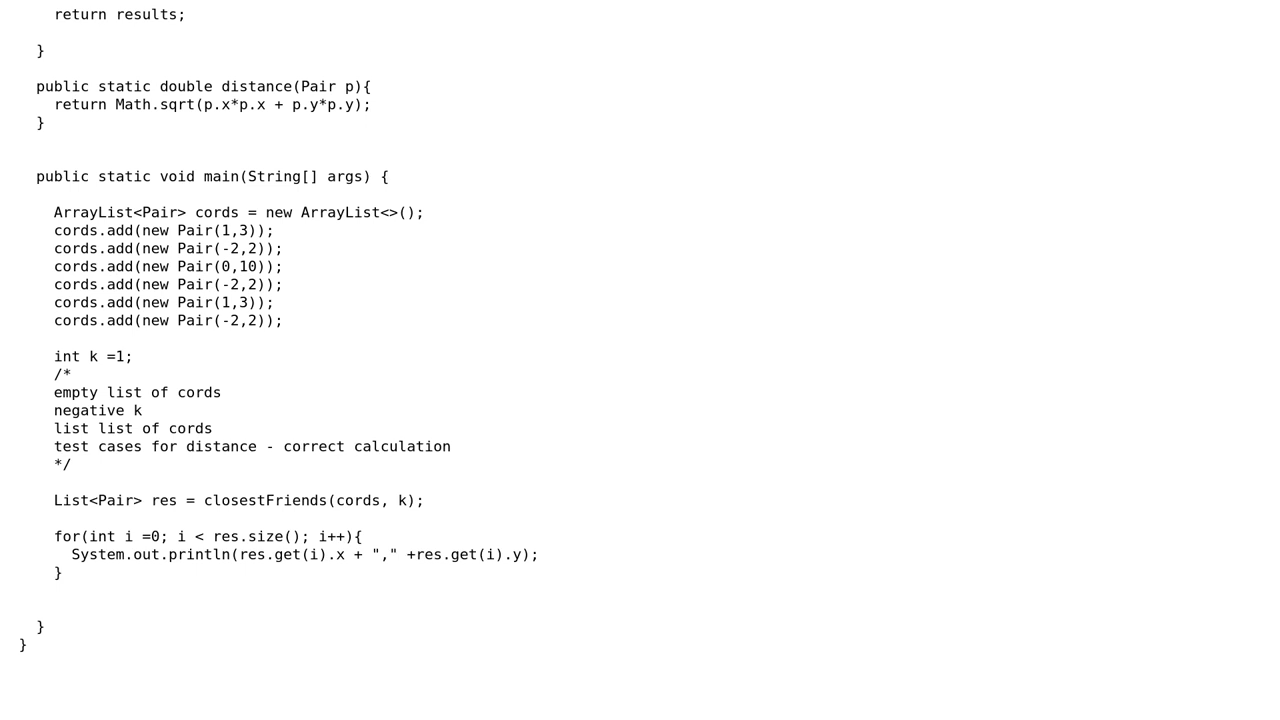 return results;
}
public static double distance(Pair p){
return Math.sqrt(p.x*p.x + p.y*p.y);
}
public static void main(String[] args) {
ArrayList<Pair> cords = new ArrayList<>();
cords.add(new Pair(1,3));
cords.add(new Pair(-2,2));
cords.add(new Pair(0,10));
cords.add(new Pair(-2,2));
cords.add(new Pair(1,3));
cords.add(new Pair(-2,2));
int k =1;
/*
empty list of cords
negative k
list list of cords
test cases for distance - correct calculation
*/
List<Pair> res = closestFriends(cords, k);
for(int i =0; i < res.size(); i++){
System.out.println(res.get(i).x + "," +res.get(i).y);
}
}
}